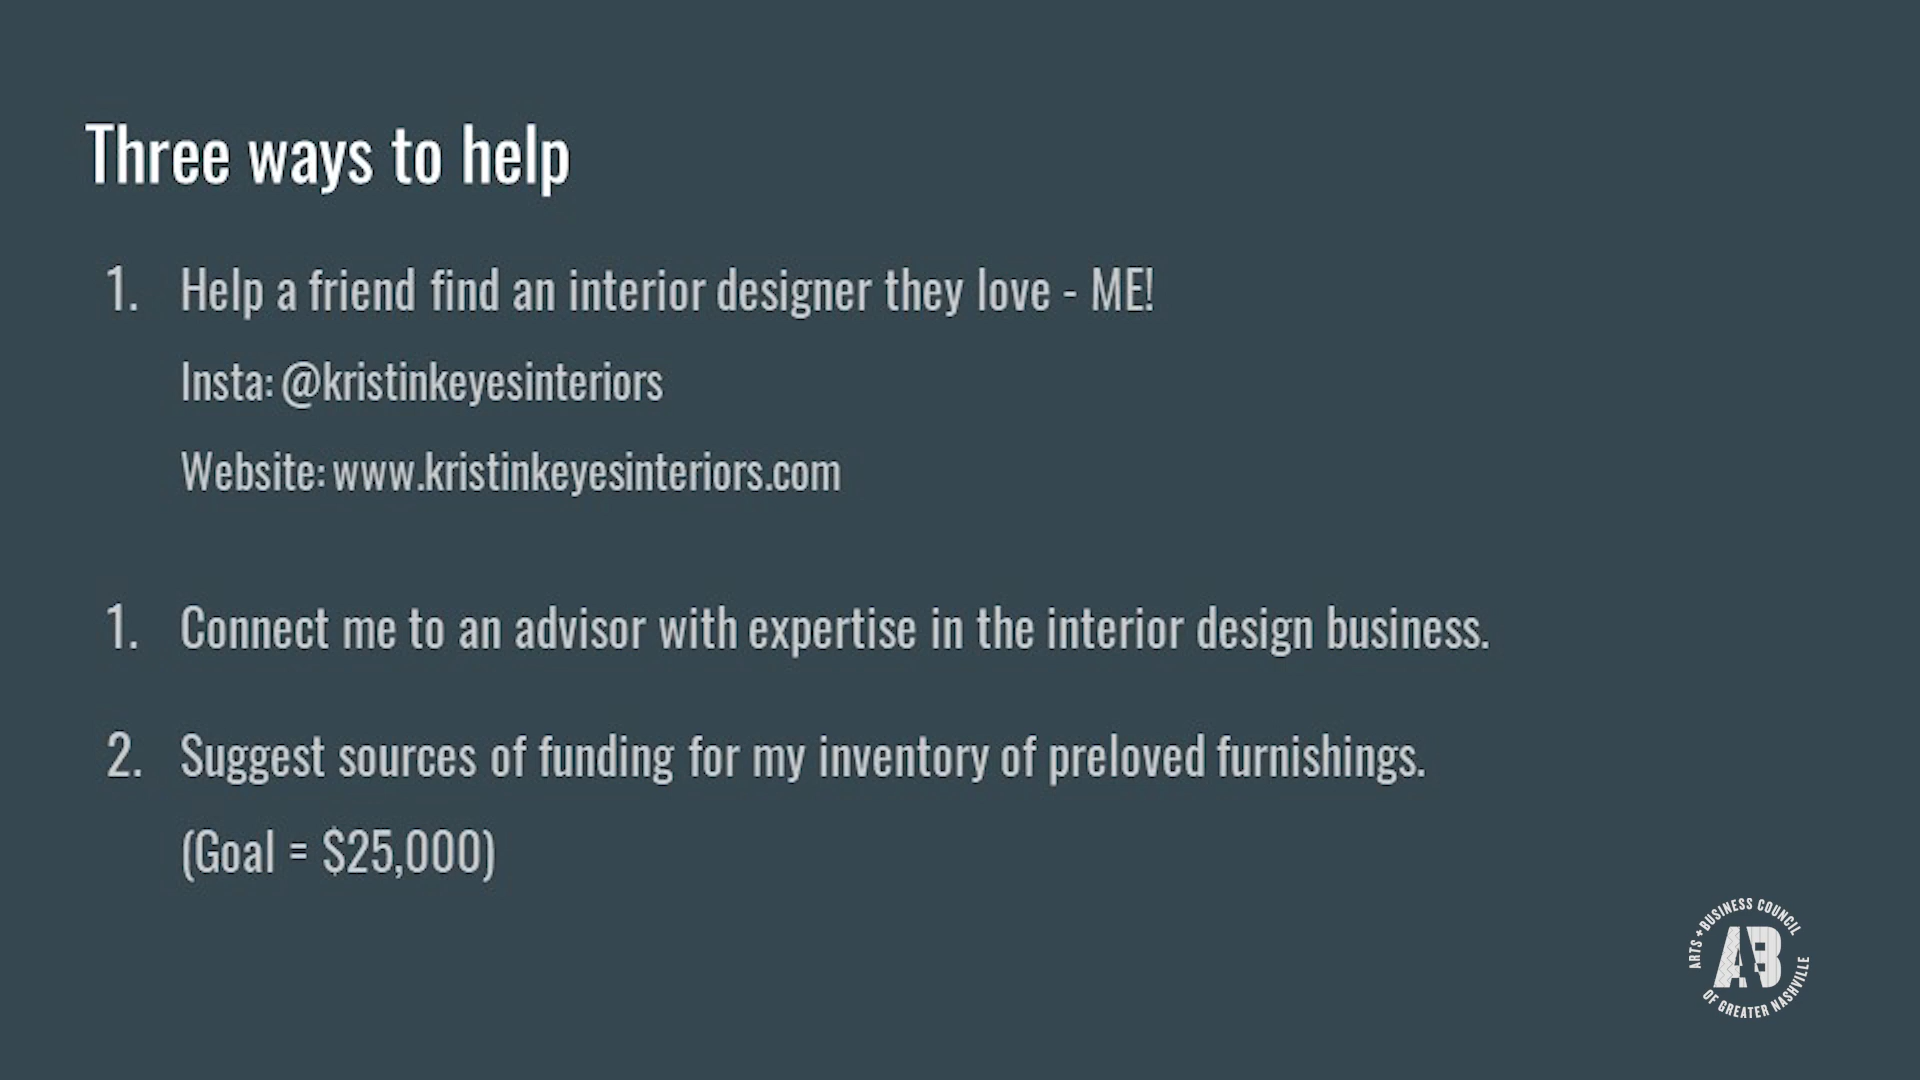 Three ways to help
1. Help a friend find an interior designer they love - ME!
Insta: @kristinkeyesinteriors
Website: www.kristinkeyesinteriors.com
1. Connect me to an advisor with expertise in the interior design business.
2. Suggest sources of funding for my inventory of preloved furnishings.
(Goal = $25,000)
ARTS + BUSINESS COUNCIL
AB
OF GREATER NASHVILLE